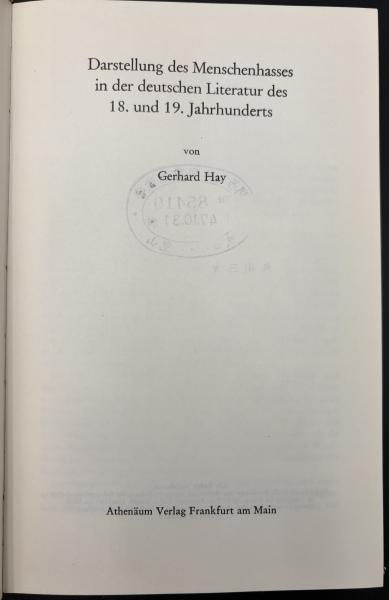 Darstellung des Menschenhasses
in der deutschen Literatur des
18. und 19. Jahrhunderts
von
Gerhard Hay
Athenäum Verlag Frankfurt am Main